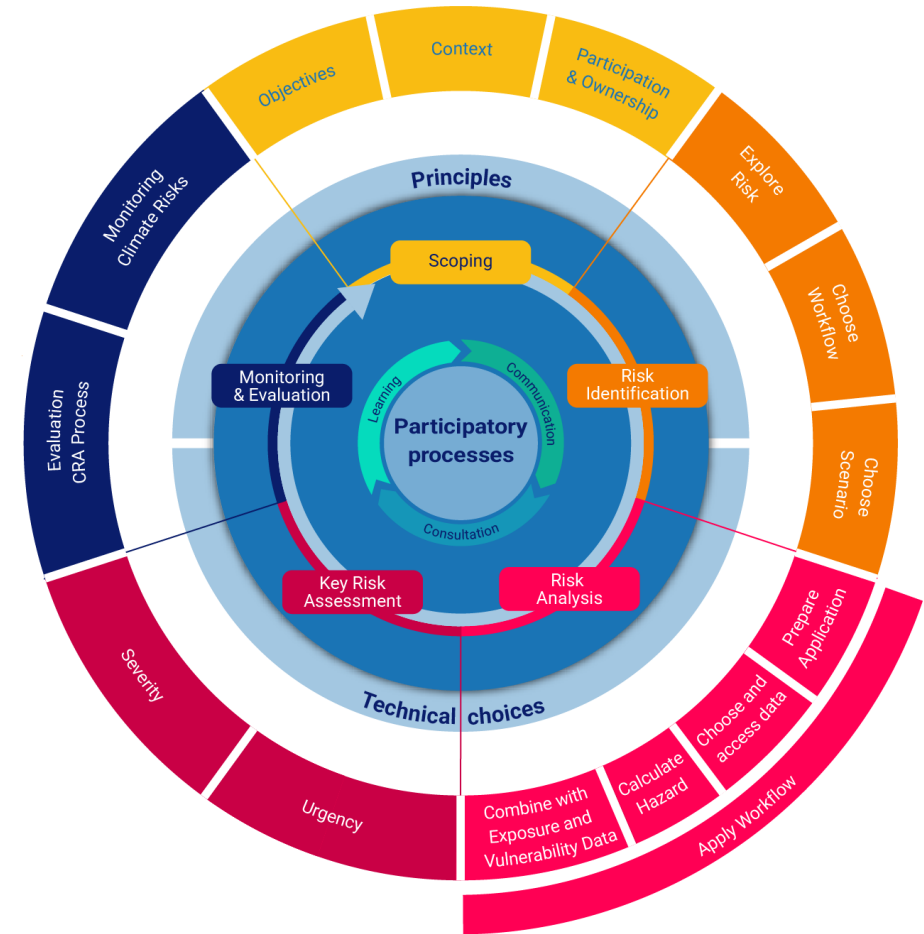 Objectives
Context
Participation
& Ownership
Explore
Risk
Choose
Workflow
Choose
Scenario
Prepare
Application
Choose and
access data
Calculate
Hazard
Combine with
Exposure and
Vulnerability Data
Apply Workflow
Urgency
Severity
Evaluation
CRA Process
Monitoring
Climate Risks
Principles
Scoping
Risk
Identification
Risk
Analysis
Key Risk
Assessment
Monitoring
& Evaluation
Technical choices
Learning
Communication
Consultation
Participatory
processes